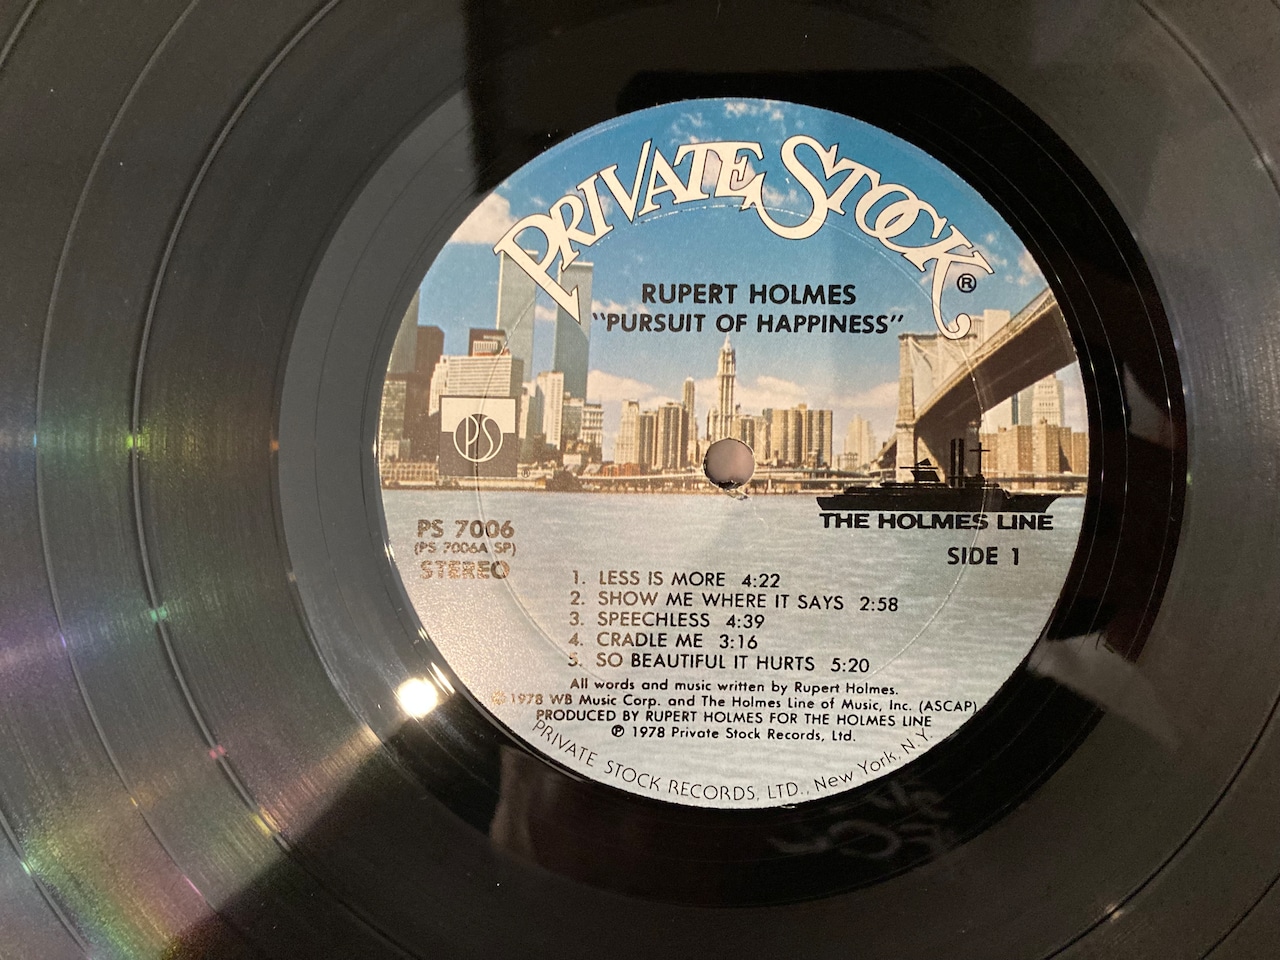 PRIVATE STOCK®
RUPERT HOLMES
"PURSUIT OF HAPPINESS"
PS
®
THE HOLMES LINE
PS 7006
(PS 7006A SP)
STEREO
SIDE 1
1. LESS IS MORE 4:22
2. SHOW ME WHERE IT SAYS 2:58
3. SPEECHLESS 4:39
4. CRADLE ME 3:16
5. SO BEAUTIFUL IT HURTS 5:20
All words and music written by Rupert Holmes.
© 1978 WB Music Corp. and The Holmes Line of Music, Inc. (ASCAP)
PRODUCED BY RUPERT HOLMES FOR THE HOLMES LINE
℗ 1978 Private Stock Records, Ltd.
PRIVATE STOCK RECORDS, LTD., New York, N.Y.